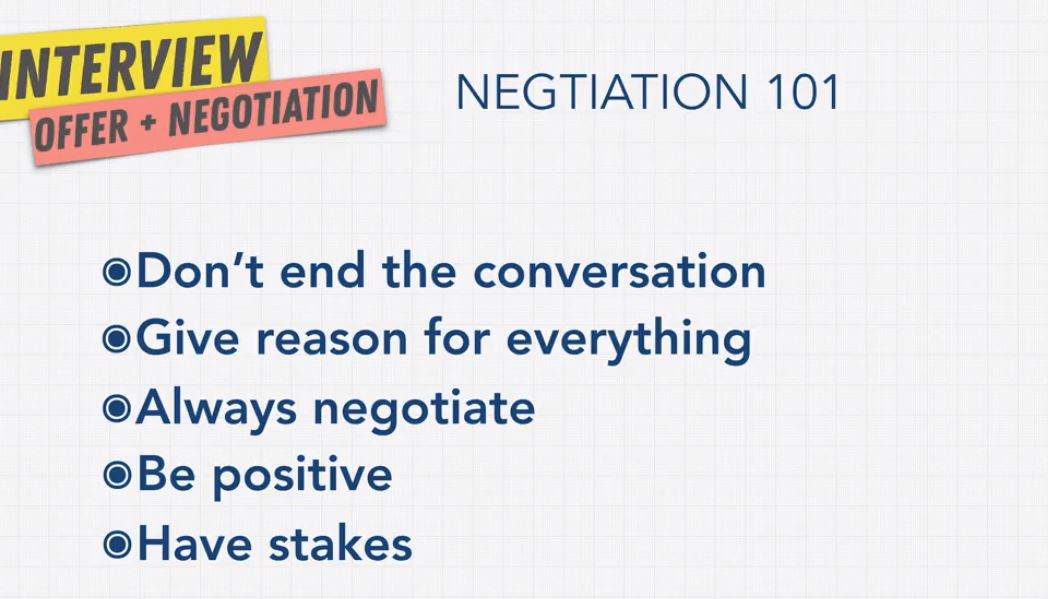 INTERVIEW
OFFER + NEGOTIATION
NEGTIATION 101
◉Don’t end the conversation
◉Give reason for everything
◉Always negotiate
◉Be positive
◉Have stakes